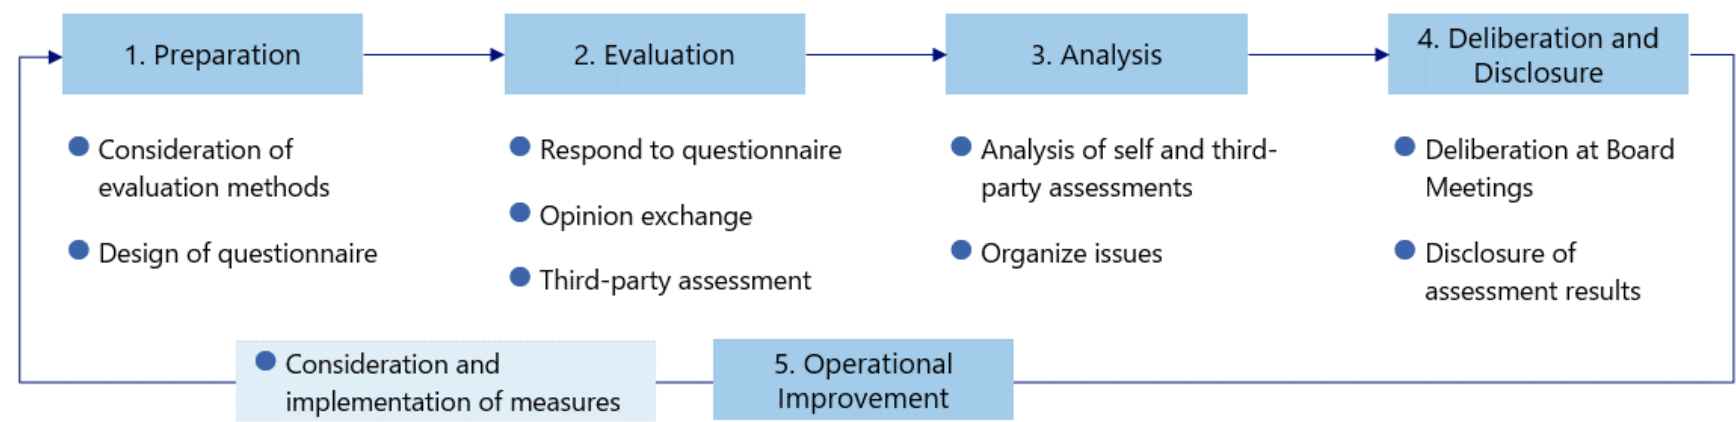 1. Preparation
2. Evaluation
3. Analysis
4. Deliberation and
Disclosure
Consideration of
evaluation methods
Design of questionnaire
Respond to questionnaire
Opinion exchange
Third-party assessment
Analysis of self and third-
party assessments
Organize issues
Deliberation at Board
Meetings
Disclosure of
assessment results
Consideration and
implementation of measures
5. Operational
Improvement